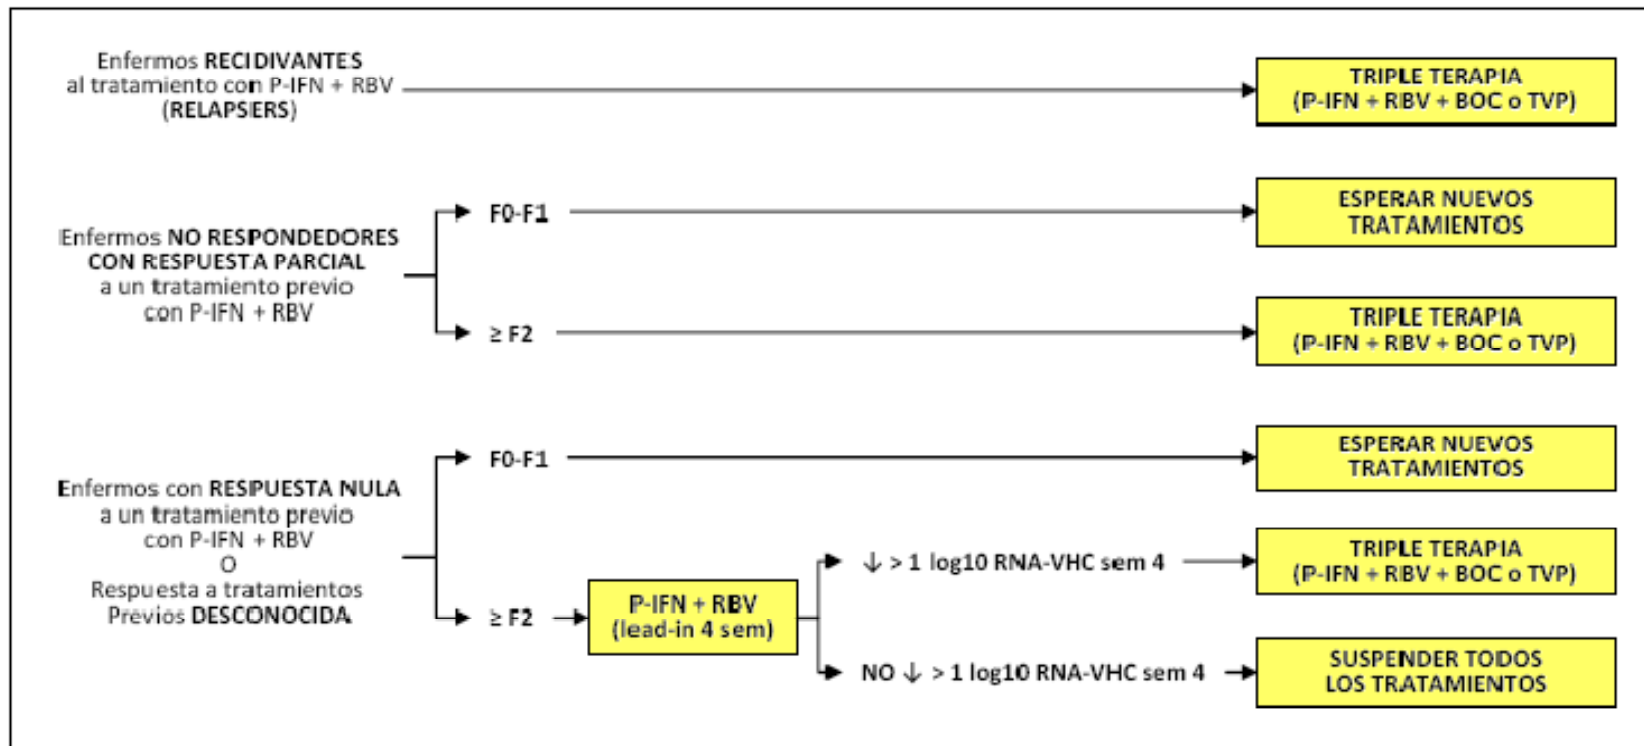 Enfermos RECIDIVANTES
al tratamiento con P-IFN + RBV
(RELAPSERS)
TRIPLE TERAPIA
(P-IFN + RBV + BOC o TVP)
Enfermos NO RESPONDEDORES
CON RESPUESTA PARCIAL
a un tratamiento previo
con P-IFN + RBV
F0-F1
ESPERAR NUEVOS
TRATAMIENTOS
≥ F2
TRIPLE TERAPIA
(P-IFN + RBV + BOC o TVP)
Enfermos con RESPUESTA NULA
a un tratamiento previo
con P-IFN + RBV
O
Respuesta a tratamientos
Previos DESCONOCIDA
F0-F1
ESPERAR NUEVOS
TRATAMIENTOS
≥ F2
P-IFN + RBV
(lead-in 4 sem)
↓ > 1 log10 RNA-VHC sem 4
TRIPLE TERAPIA
(P-IFN + RBV + BOC o TVP)
NO ↓ > 1 log10 RNA-VHC sem 4
SUSPENDER TODOS
LOS TRATAMIENTOS